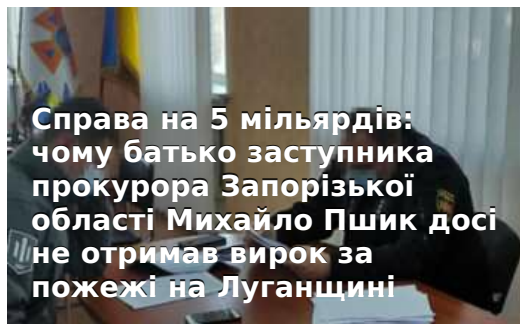 Справа на 5 мільярдів:
чому батько заступника
прокурора Запорізької
області Михайло Пшик досі
не отримав вирок за
пожежі на Луганщині